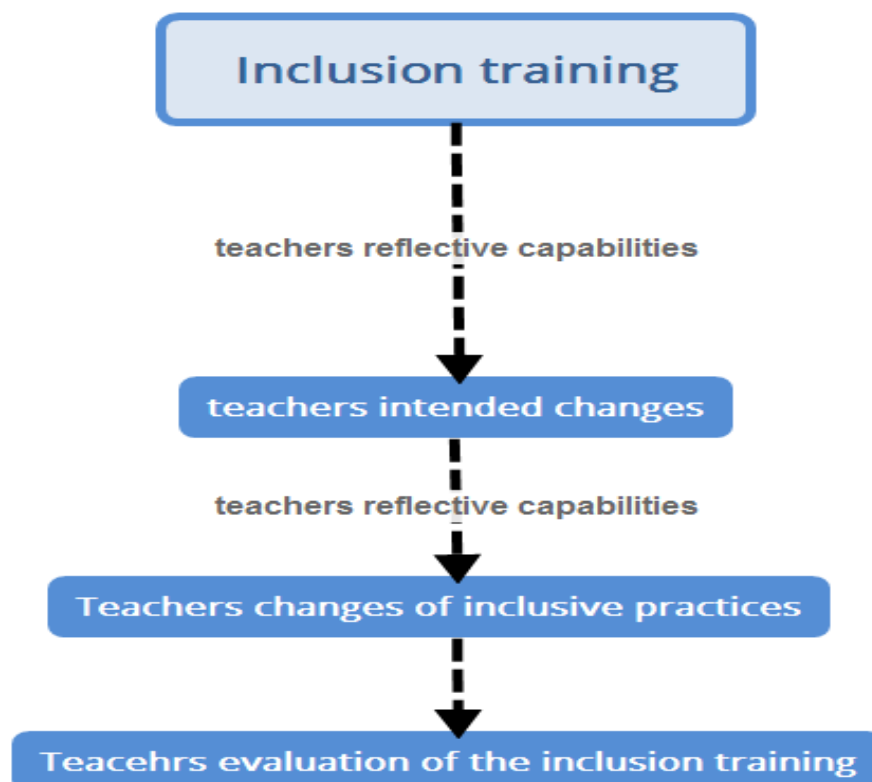 Inclusion training
teachers reflective capabilities
teachers intended changes
teachers reflective capabilities
Teachers changes of inclusive practices
Teacehrs evaluation of the inclusion training